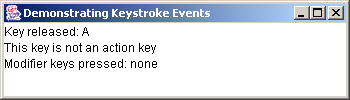 Demonstrating Keystroke Events
Key released: A
This key is not an action key
Modifier keys pressed: none